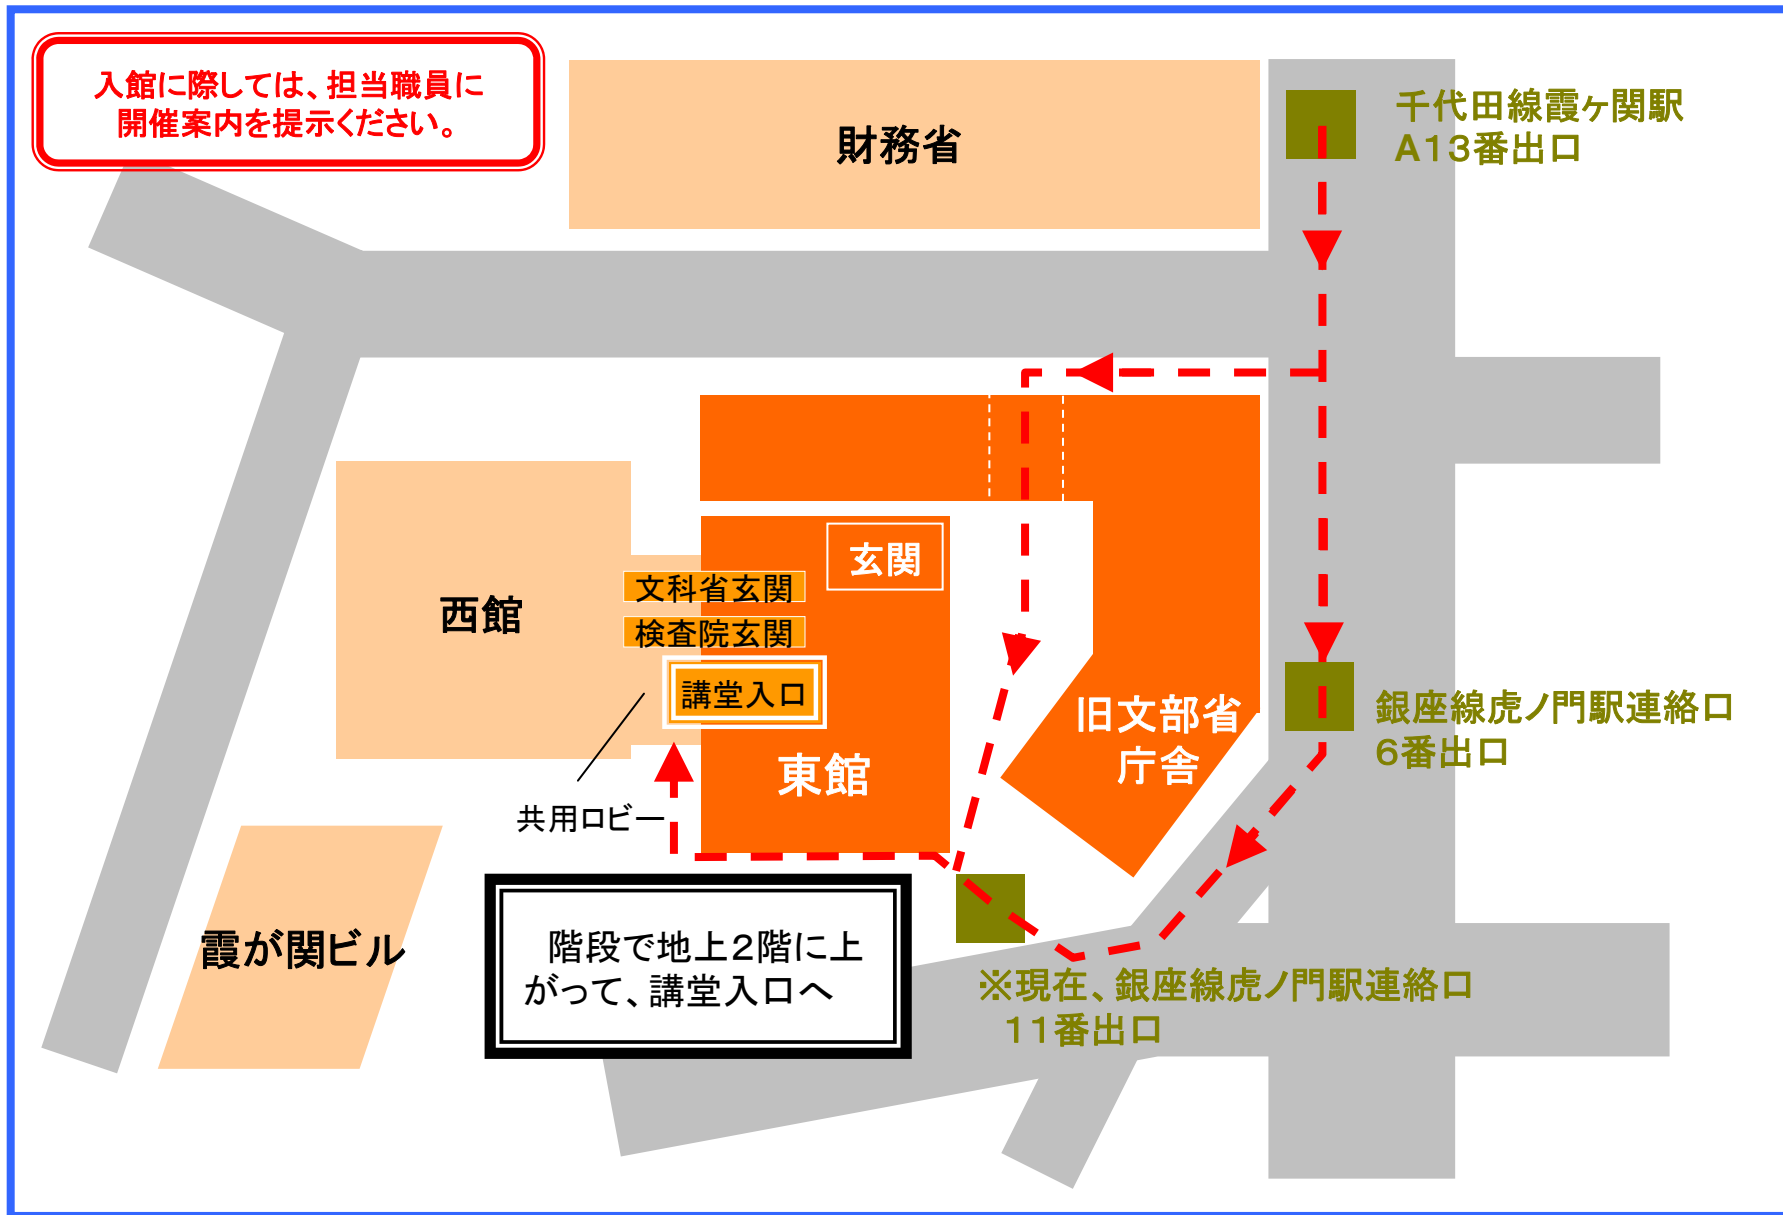 入館に際しては、担当職員に
開催案内を提示ください。
財務省
千代田線霞ヶ関駅
A13番出口
玄関
文科省玄関
検査院玄関
西館
講堂入口
旧文部省
庁舎
銀座線虎ノ門駅連絡口
6番出口
東館
共用ロビー
霞が関ビル
階段で地上2階に上
がって、講堂入口へ
※現在、銀座線虎ノ門駅連絡口
11番出口